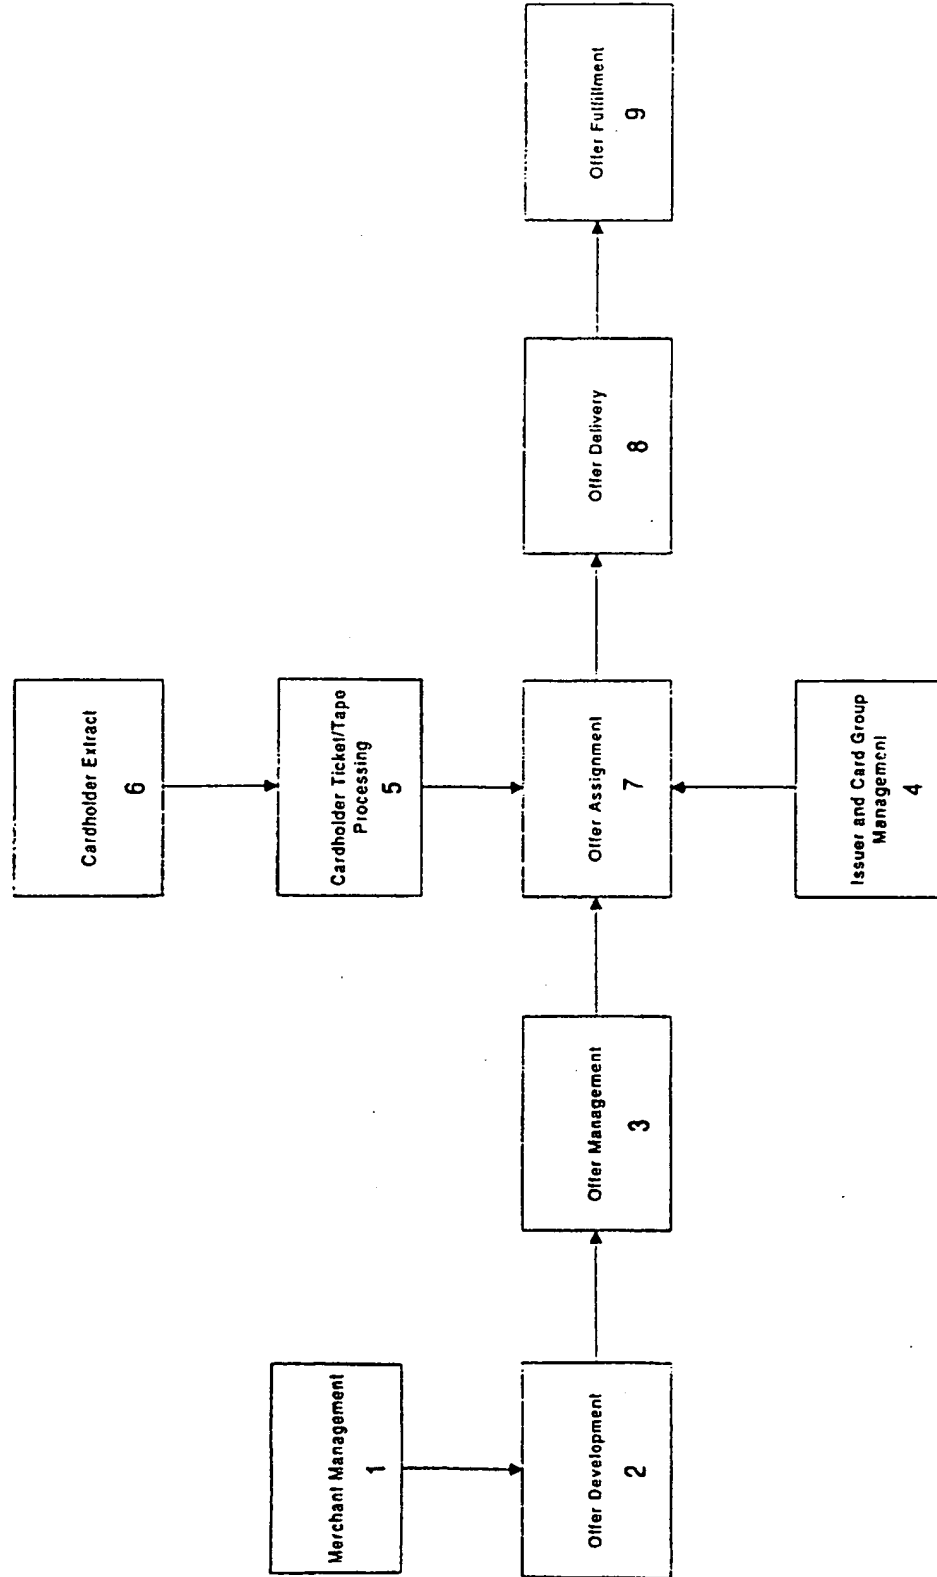 Cardholder Extract
6
Merchant Management
1
Cardholder Ticket/Tape
Processing
5
Offer Development
2
Offer Management
3
Offer Assignment
7
Offer Delivery
8
Offer Fulfillment
9
Issuer and Card Group
Management
4